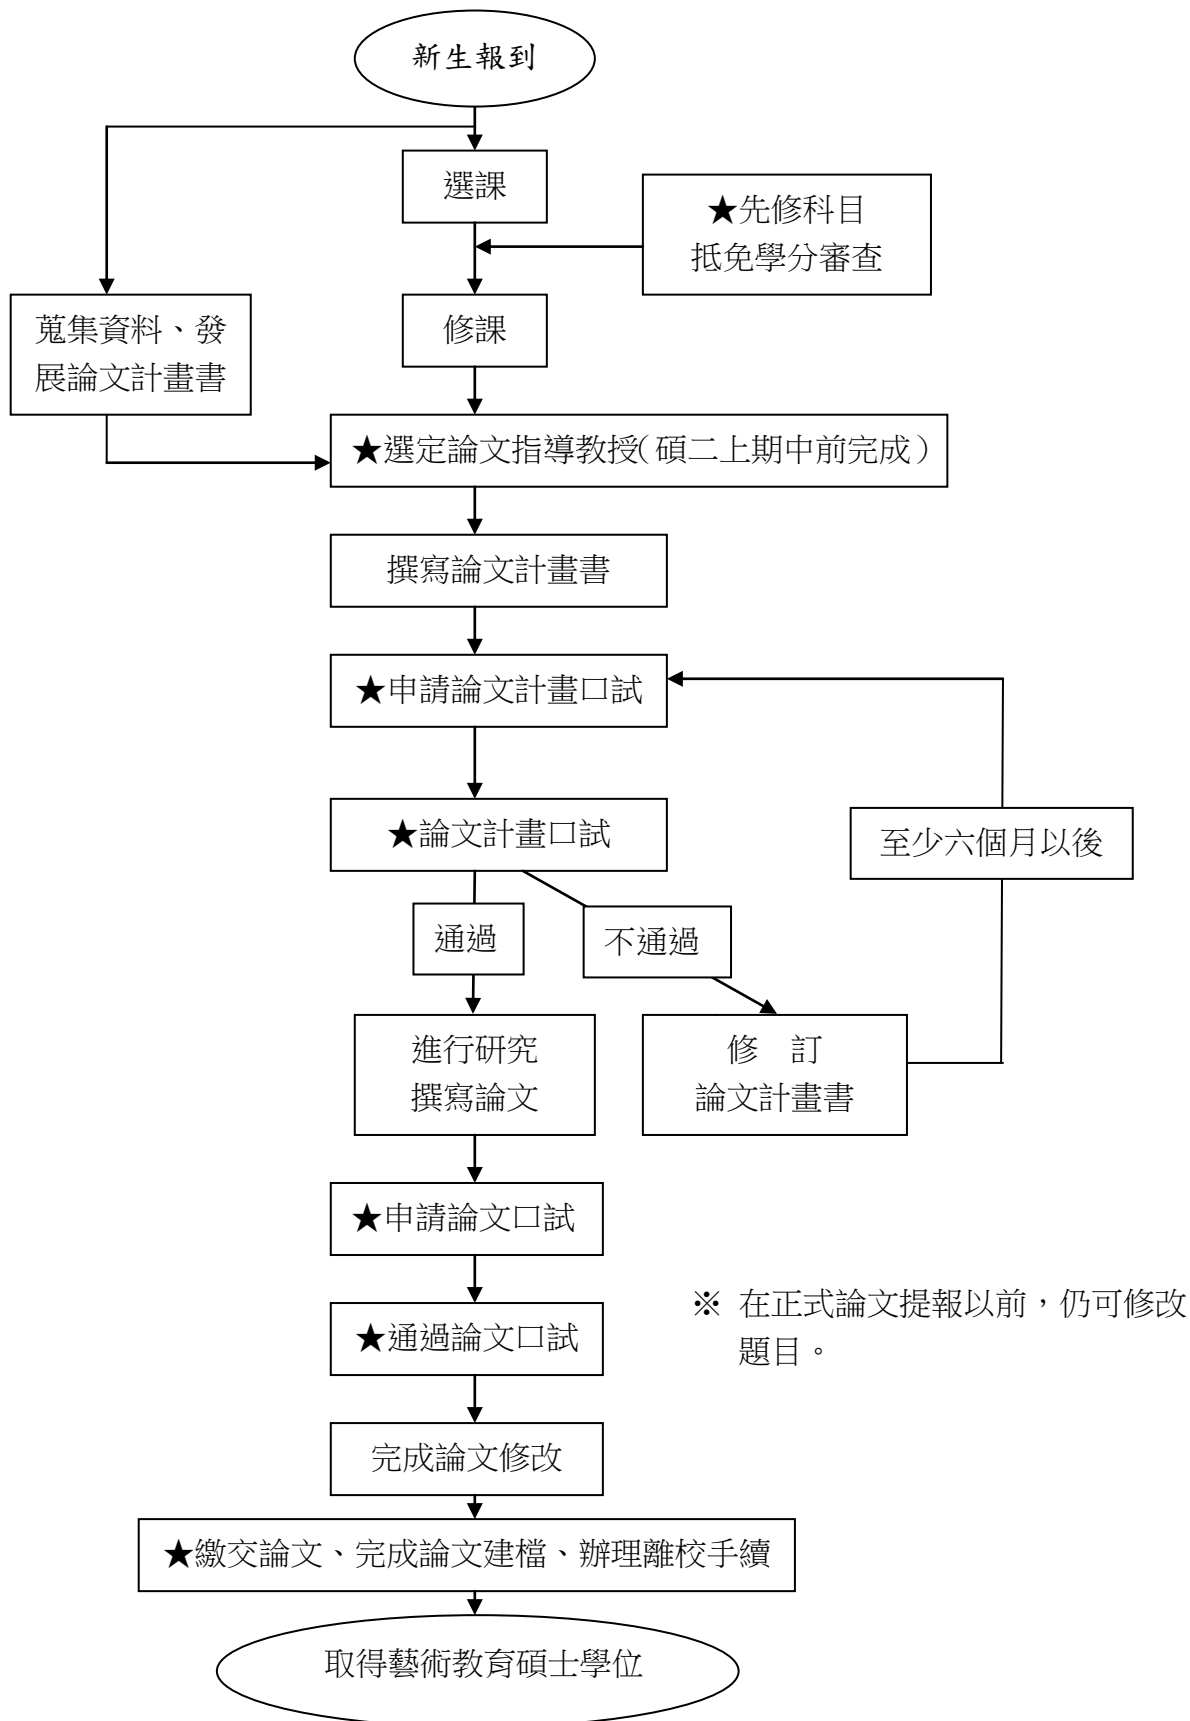 新生報到
選課
★先修科目
抵免學分審查
蒐集資料、發
展論文計畫書
修課
★選定論文指導教授(碩二上期中前完成)
撰寫論文計畫書
★申請論文計畫口試
★論文計畫口試
至少六個月以後
通過
不通過
進行研究
撰寫論文
修　訂
論文計畫書
★申請論文口試
※ 在正式論文提報以前，仍可修改
題目。
★通過論文口試
完成論文修改
★繳交論文、完成論文建檔、辦理離校手續
取得藝術教育碩士學位